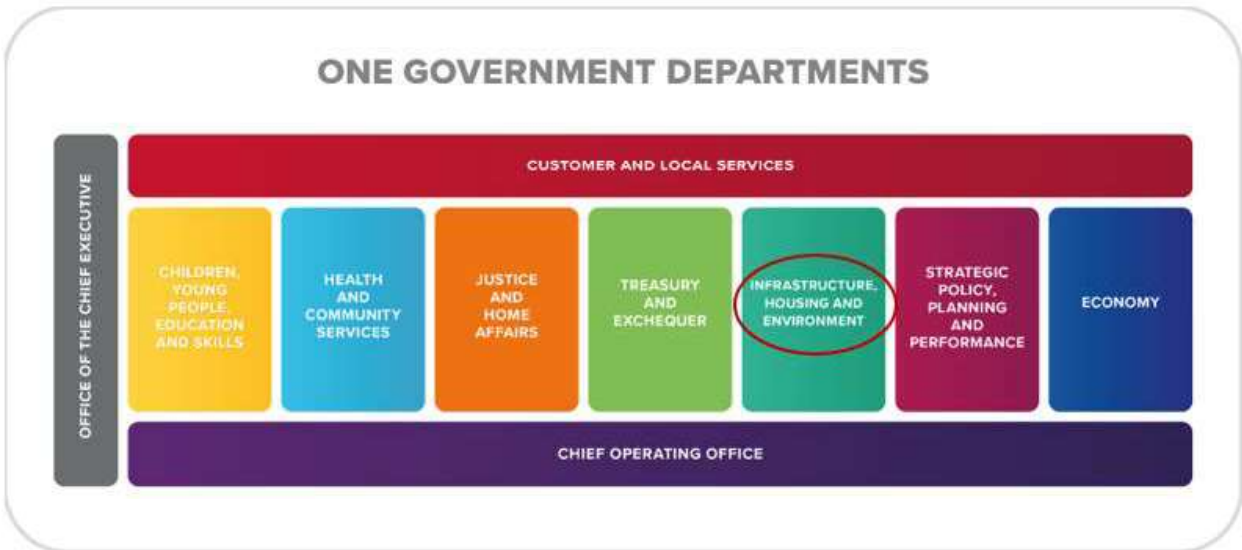 ONE GOVERNMENT DEPARTMENTS
OFFICE OF THE CHIEF EXECUTIVE
CUSTOMER AND LOCAL SERVICES
CHILDREN,
YOUNG
PEOPLE,
EDUCATION
AND SKILLS
HEALTH
AND
COMMUNITY
SERVICES
JUSTICE
AND
HOME
AFFAIRS
TREASURY
AND
EXCHEQUER
INFRASTRUCTURE,
HOUSING AND
ENVIRONMENT
STRATEGIC
POLICY,
PLANNING
AND
PERFORMANCE
ECONOMY
CHIEF OPERATING OFFICE